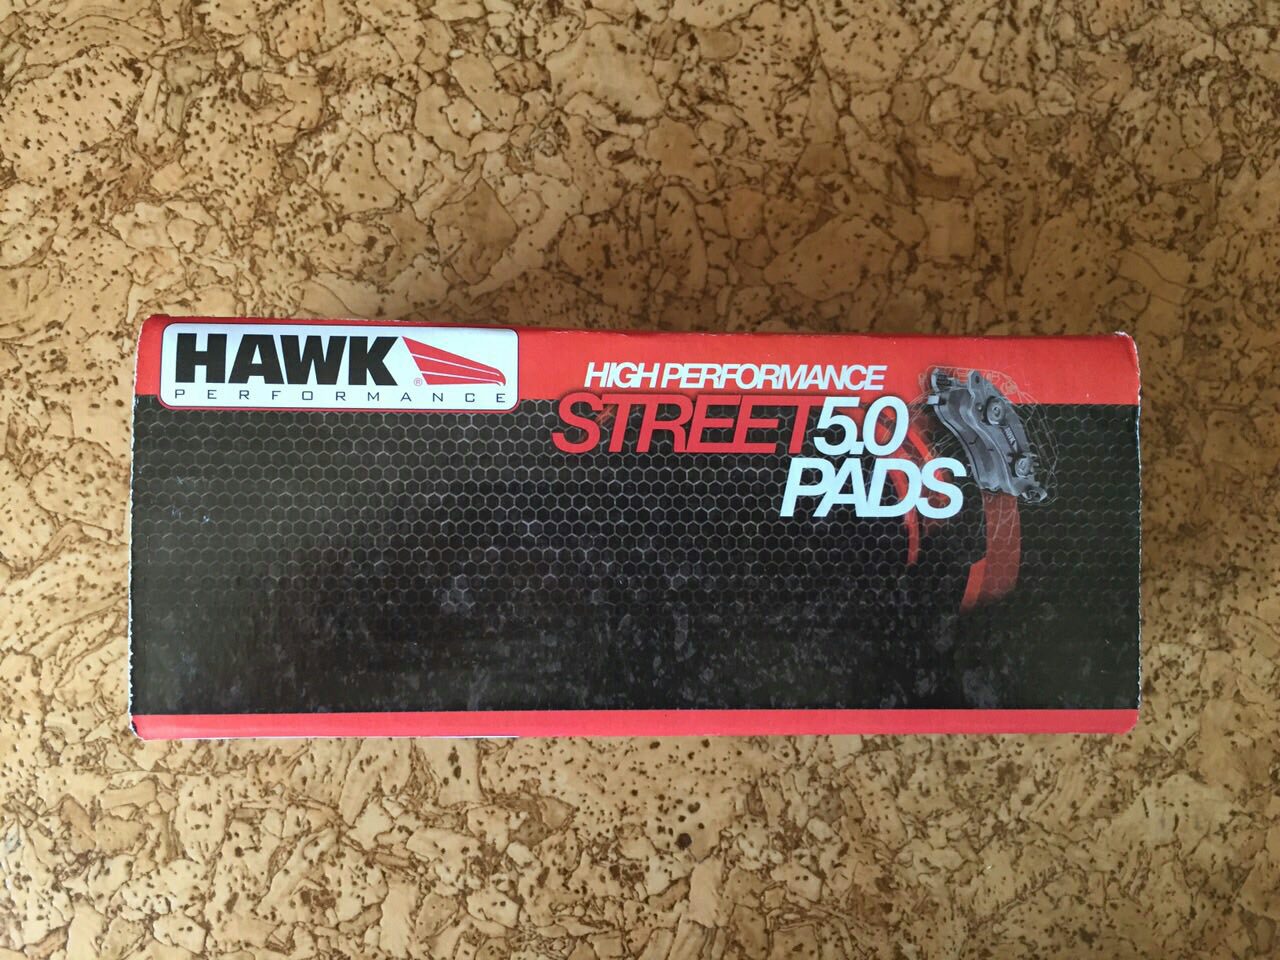 HAWK®
PERFORMANCE
HIGH PERFORMANCE
STREET 5.0
PADS